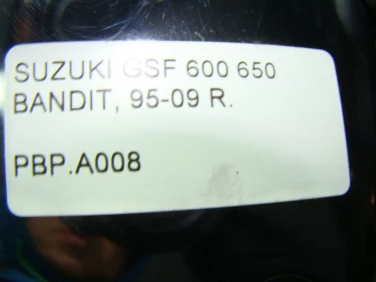 SUZUKI GSF 600 650
BANDIT, 95-09 R.
PBP.A008